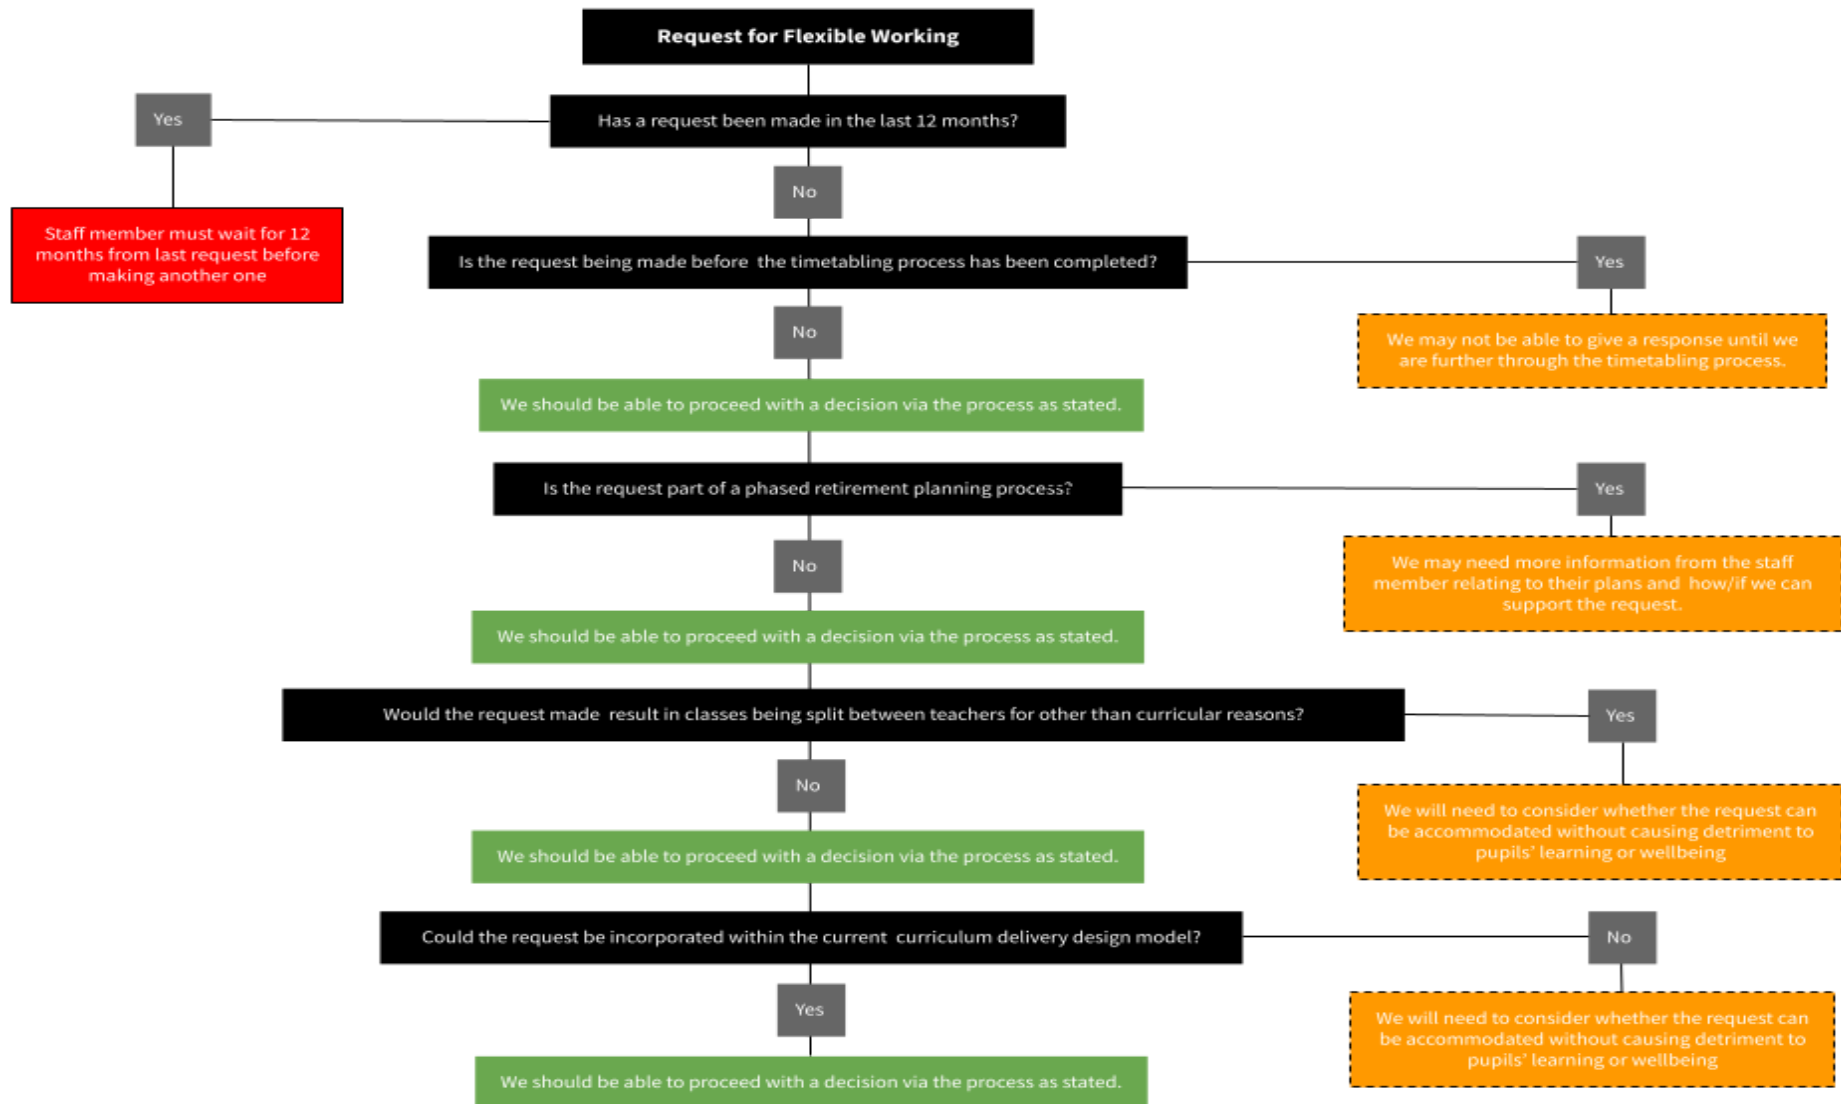 Request for Flexible Working
Yes
Has a request been made in the last 12 months?
No
Staff member must wait for 12
months from last request before
making another one
Is the request being made before the timetabling process has been completed?
Yes
No
We may not be able to give a response until we
are further through the timetabling process.
We should be able to proceed with a decision via the process as stated.
Is the request part of a phased retirement planning process?
Yes
No
We may need more information from the staff
member relating to their plans and how/if we can
support the request.
We should be able to proceed with a decision via the process as stated.
Would the request made result in classes being split between teachers for other than curricular reasons?
Yes
No
We will need to consider whether the request can
be accommodated without causing detriment to
pupils’ learning or wellbeing
We should be able to proceed with a decision via the process as stated.
Could the request be incorporated within the current curriculum delivery design model?
No
Yes
We will need to consider whether the request can
be accommodated without causing detriment to
pupils’ learning or wellbeing
We should be able to proceed with a decision via the process as stated.